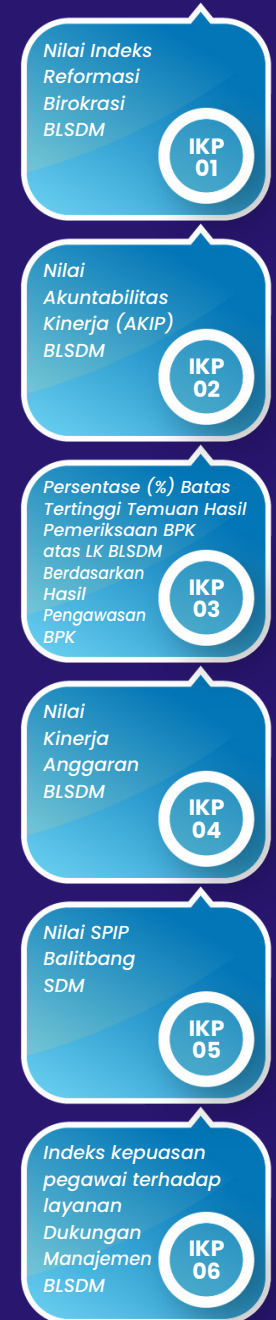 Nilai Indeks
Reformasi
Birokrasi
BLSDM
IKP
01
Nilai
Akuntabilitas
Kinerja (AKIP)
BLSDM
IKP
02
Persentase (%) Batas
Tertinggi Temuan Hasil
Pemeriksaan BPK
atas LK BLSDM
Berdasarkan
Hasil
Pengawasan
BPK
IKP
03
Nilai
Kinerja
Anggaran
BLSDM
IKP
04
Nilai SPIP
Balitbang
SDM
IKP
05
Indeks kepuasan
pegawai terhadap
layanan
Dukungan
Manajemen
BLSDM
IKP
06